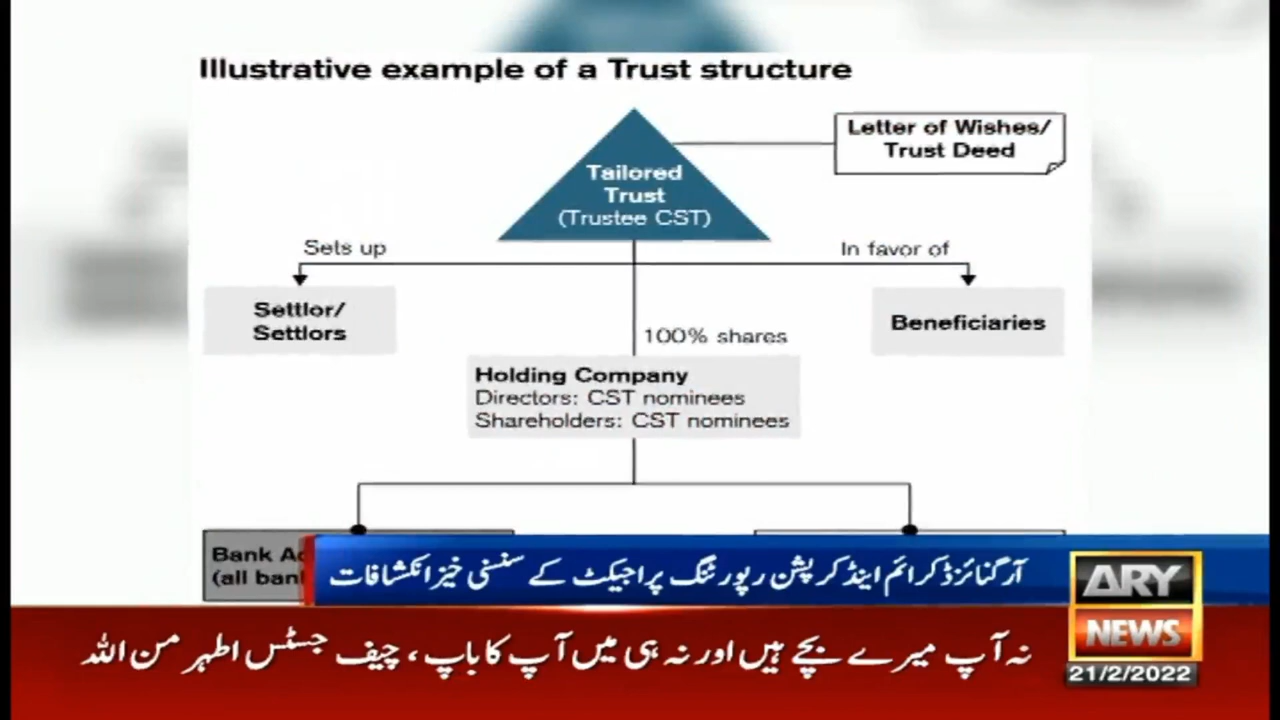 Illustrative example of a Trust structure
Letter of Wishes/
Trust Deed
Tailored
Trust
(Trustee CST)
Sets up
In favor of
Settlor/
Settlors
Beneficiaries
100% shares
Holding Company
Directors: CST nominees
Shareholders: CST nominees
Bank
(all
آرگنائزڈ کرائم اینڈ کرپشن رپورٹنگ پراجیکٹ کے سنسنی خیز انکشافات
نہ آپ میرے بچے ہیں اور نہ ہی میں آپ کا باپ، چیف جسٹس اطہر من اللہ
ARY
NEWS
21/2/2022